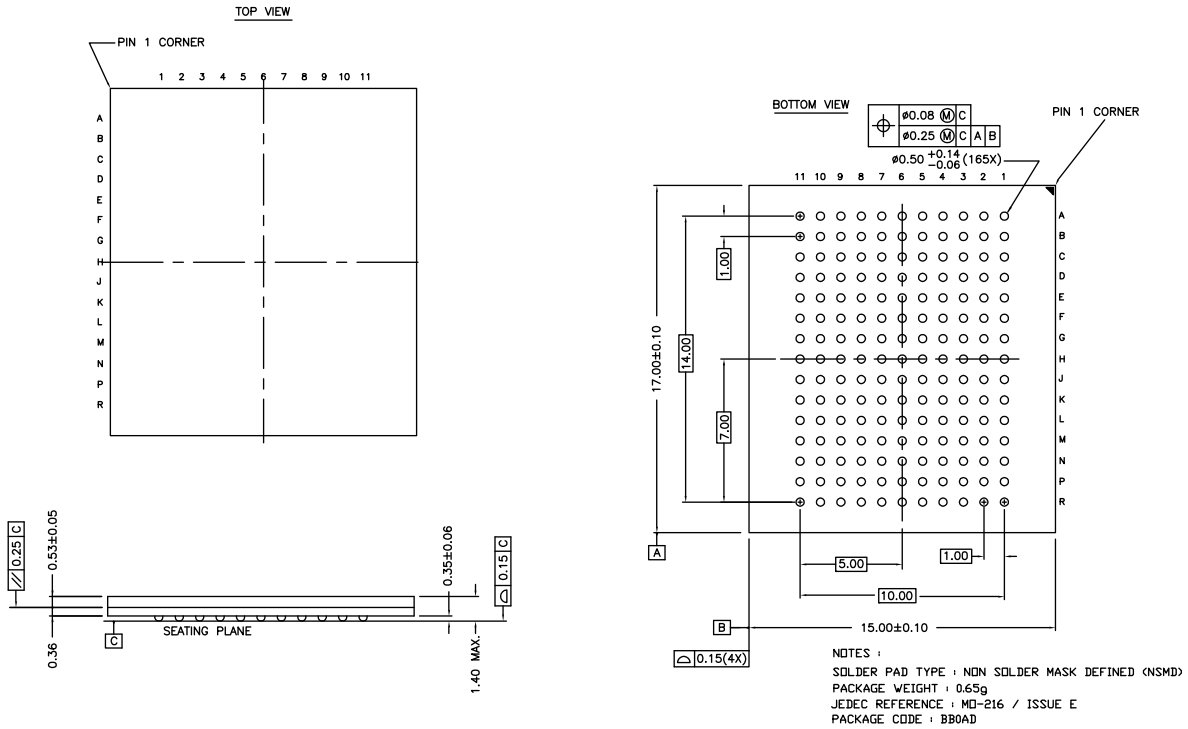 TOP VIEW
PIN 1 CORNER
1 2 3 4 5 6 7 8 9 10 11
A
B
C
D
E
F
G
H
J
K
L
M
N
P
R
BOTTOM VIEW
⌀0.08 Ⓜ C
⌀0.25 Ⓜ C A B
PIN 1 CORNER
⌀0.50 +0.14 -0.06 (165X)
11 10 9 8 7 6 5 4 3 2 1
A
B
C
D
E
F
G
H
J
K
L
M
N
P
R
1.00
14.00
17.00±0.10
7.00
A
5.00
1.00
10.00
B
15.00±0.10
0.15(4X)
// 0.25 C
0.53±0.05
0.36
C
SEATING PLANE
0.35±0.06
1.40 MAX.
0.15 C
NOTES :
SOLDER PAD TYPE : NON SOLDER MASK DEFINED (NSMD)
PACKAGE WEIGHT : 0.65g
JEDEC REFERENCE : MO-216 / ISSUE E
PACKAGE CODE : BB0AD